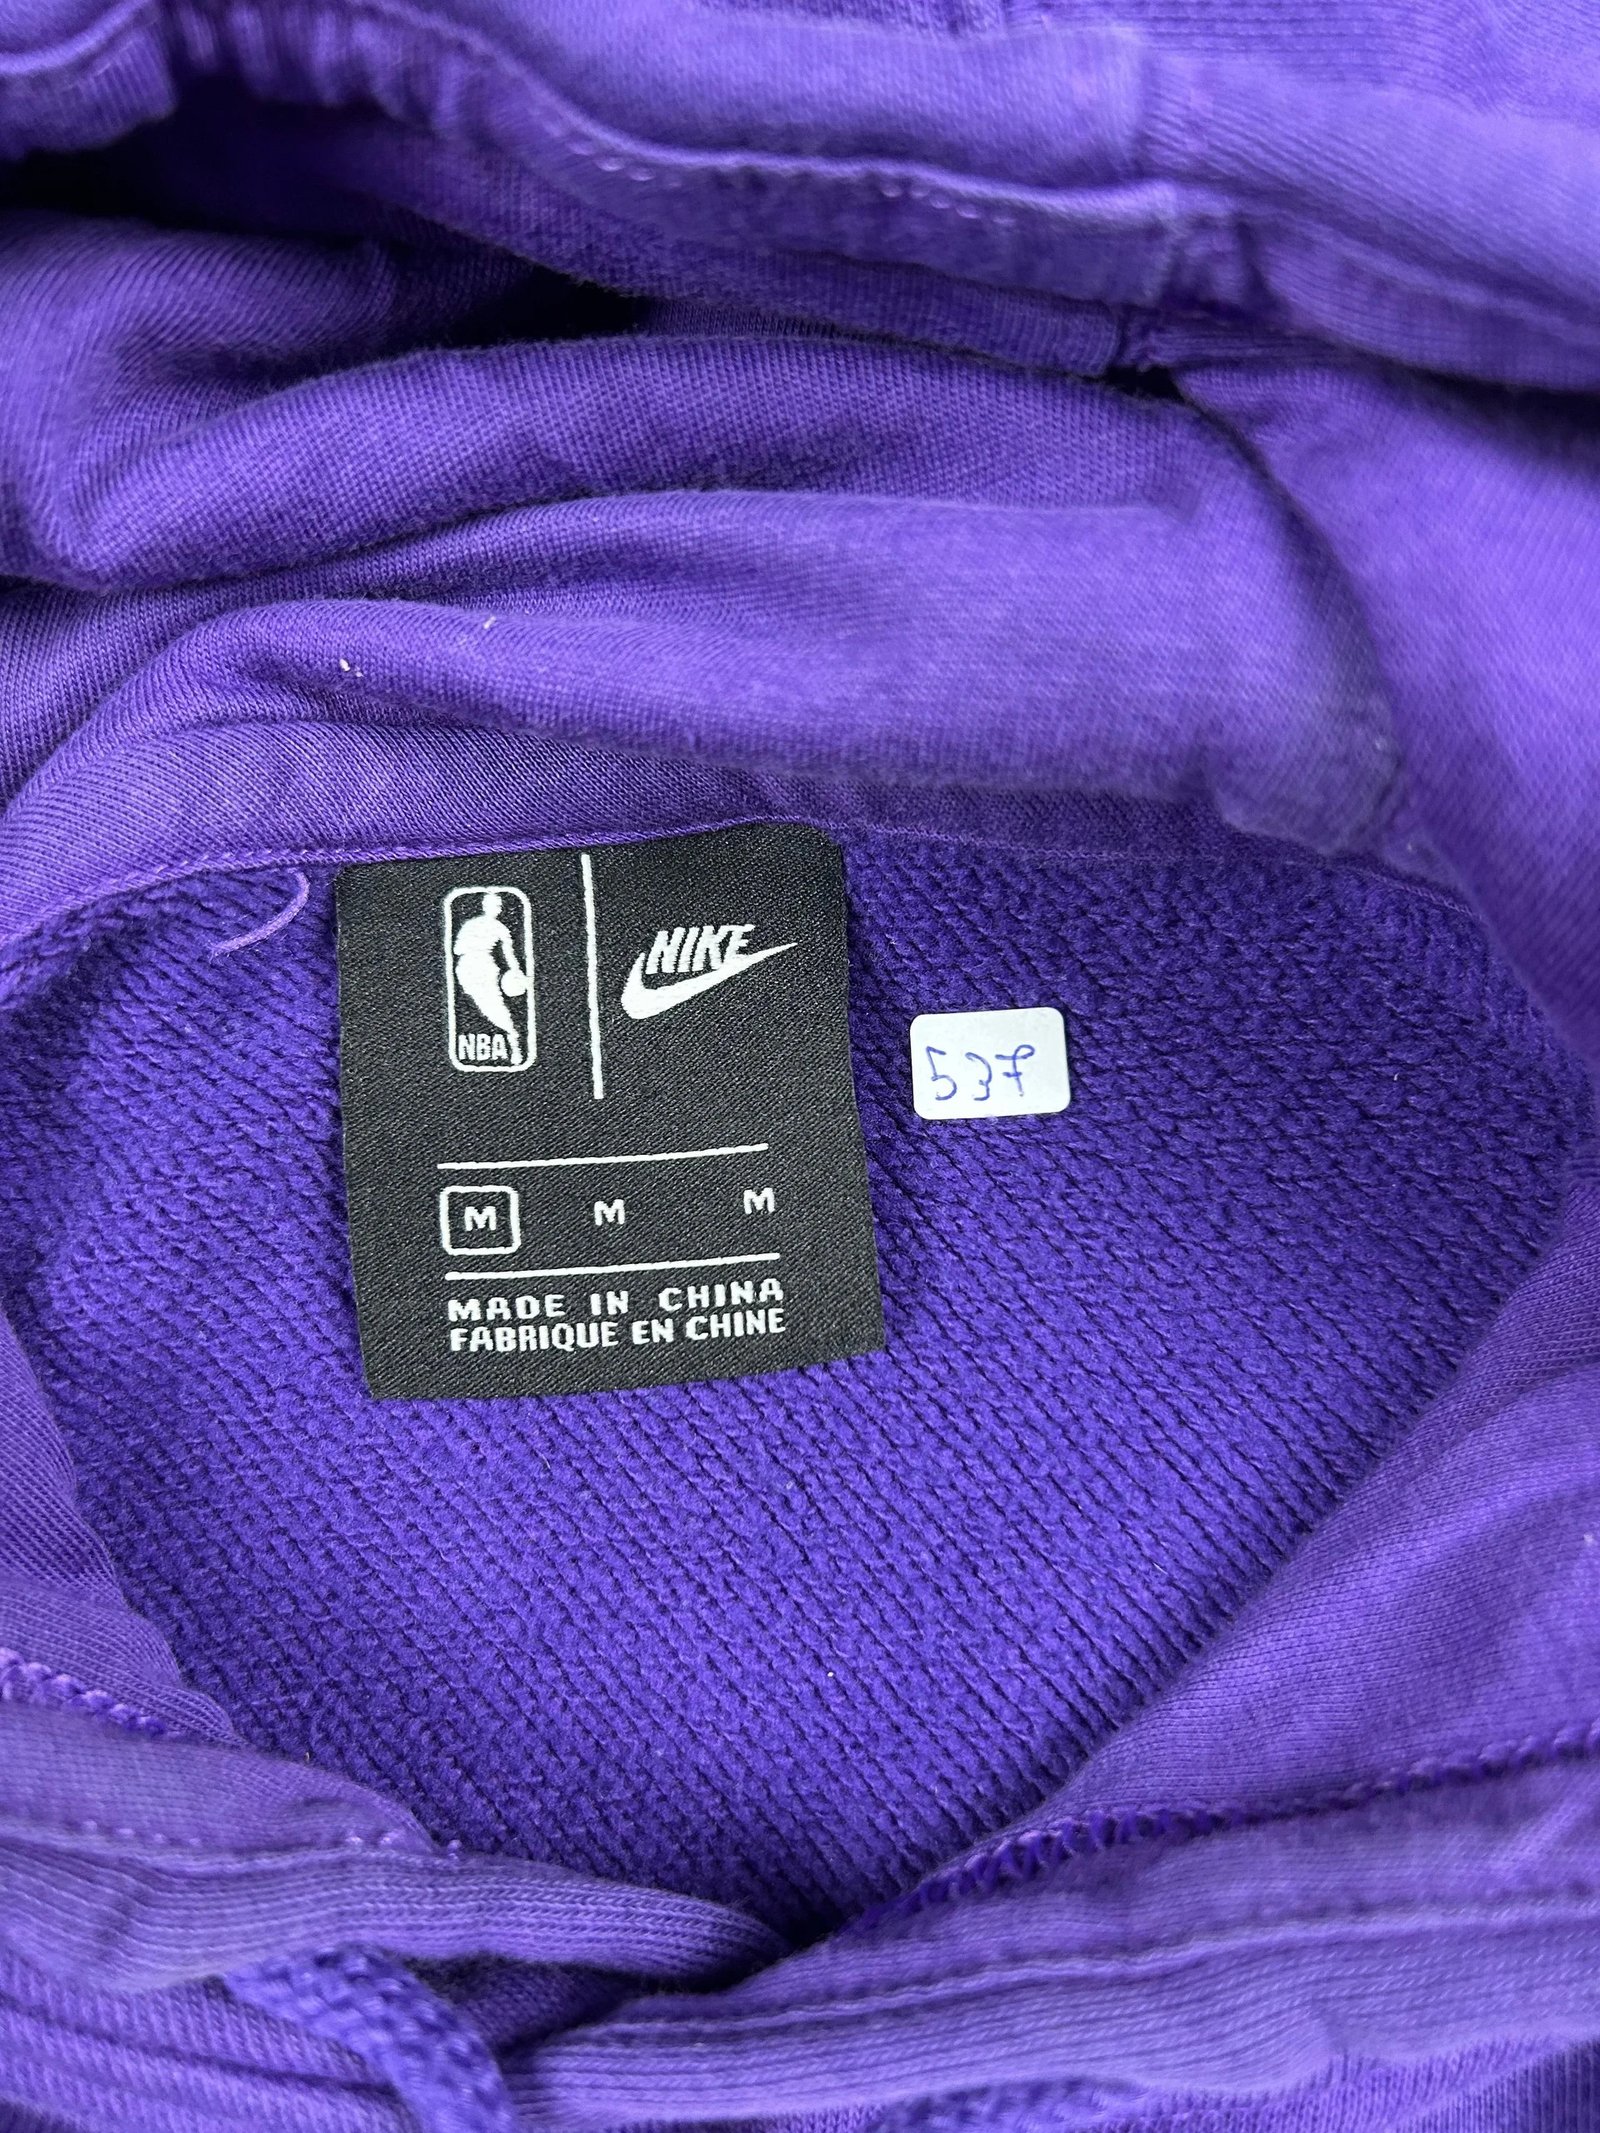 NBA
NIKE
537
M M M
MADE IN CHINA
FABRIQUE EN CHINE